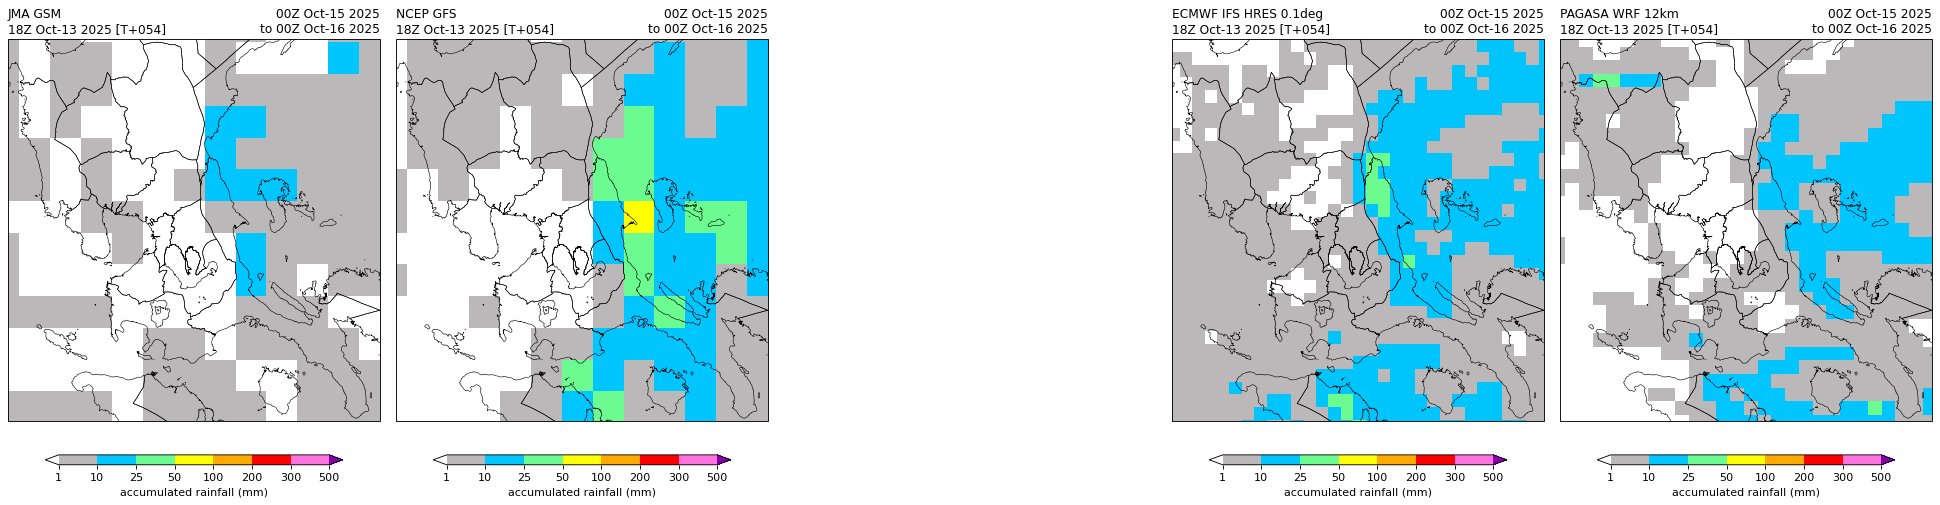 JMA GSM 00Z Oct-15 2025
18Z Oct-13 2025 [T+054] to 00Z Oct-16 2025
1 10 25 50 100 200 300 500
accumulated rainfall (mm)
NCEP GFS 00Z Oct-15 2025
18Z Oct-13 2025 [T+054] to 00Z Oct-16 2025
1 10 25 50 100 200 300 500
accumulated rainfall (mm)
ECMWF IFS HRES 0.1deg 00Z Oct-15 2025
18Z Oct-13 2025 [T+054] to 00Z Oct-16 2025
1 10 25 50 100 200 300 500
accumulated rainfall (mm)
PAGASA WRF 12km 00Z Oct-15 2025
18Z Oct-13 2025 [T+054] to 00Z Oct-16 2025
1 10 25 50 100 200 300 500
accumulated rainfall (mm)